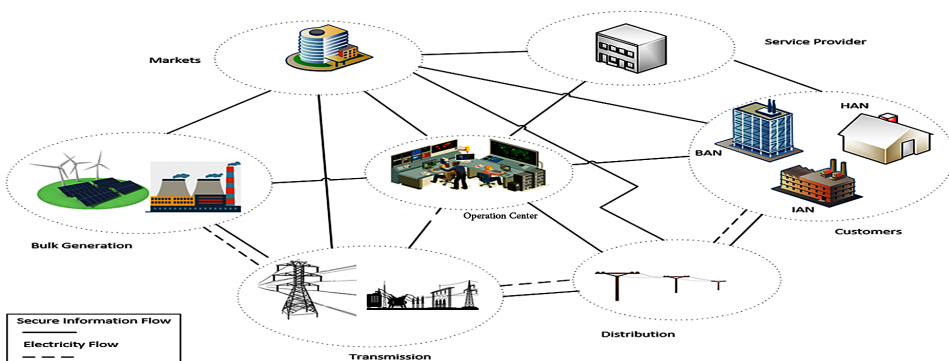 Markets
Service Provider
HAN
BAN
IAN
Customers
Operation Center
Bulk Generation
Transmission
Distribution
Secure Information Flow
Electricity Flow